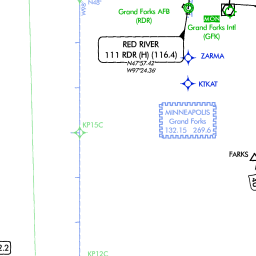 N48°
W98°
Grand Forks AFB
(RDR)
MON
Grand Forks Intl
(GFK)
RED RIVER
111 RDR (H) (116.4)
N47°57.42'
W97°24.36'
ZARMA
KTKAT
MINNEAPOLIS
Grand Forks
132.15 269.6
KP15C
FARKS
KP12C
2.2